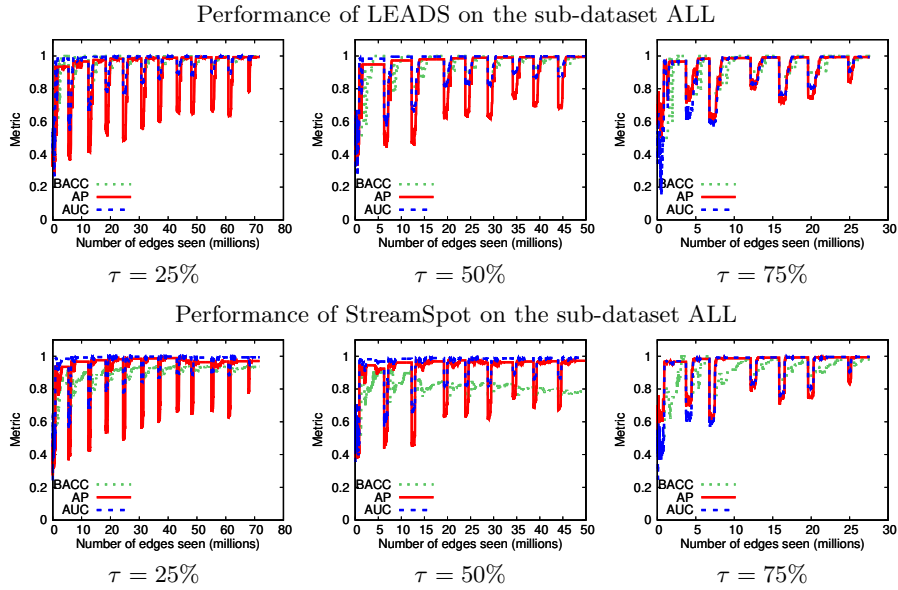 Performance of LEADS on the sub-dataset ALL
Metric
1
0.8
0.6
0.4
0.2
0
BACC
AP
AUC
0 10 20 30 40 50 60 70 80
Number of edges seen (millions)
τ = 25%
Metric
1
0.8
0.6
0.4
0.2
0
BACC
AP
AUC
0 5 10 15 20 25 30 35 40 45 50
Number of edges seen (millions)
τ = 50%
Metric
1
0.8
0.6
0.4
0.2
0
BACC
AP
AUC
0 5 10 15 20 25 30
Number of edges seen (millions)
τ = 75%
Performance of StreamSpot on the sub-dataset ALL
Metric
1
0.8
0.6
0.4
0.2
0
BACC
AP
AUC
0 10 20 30 40 50 60 70 80
Number of edges seen (millions)
τ = 25%
Metric
1
0.8
0.6
0.4
0.2
0
BACC
AP
AUC
0 5 10 15 20 25 30 35 40 45 50
Number of edges seen (millions)
τ = 50%
Metric
1
0.8
0.6
0.4
0.2
0
BACC
AP
AUC
0 5 10 15 20 25 30
Number of edges seen (millions)
τ = 75%